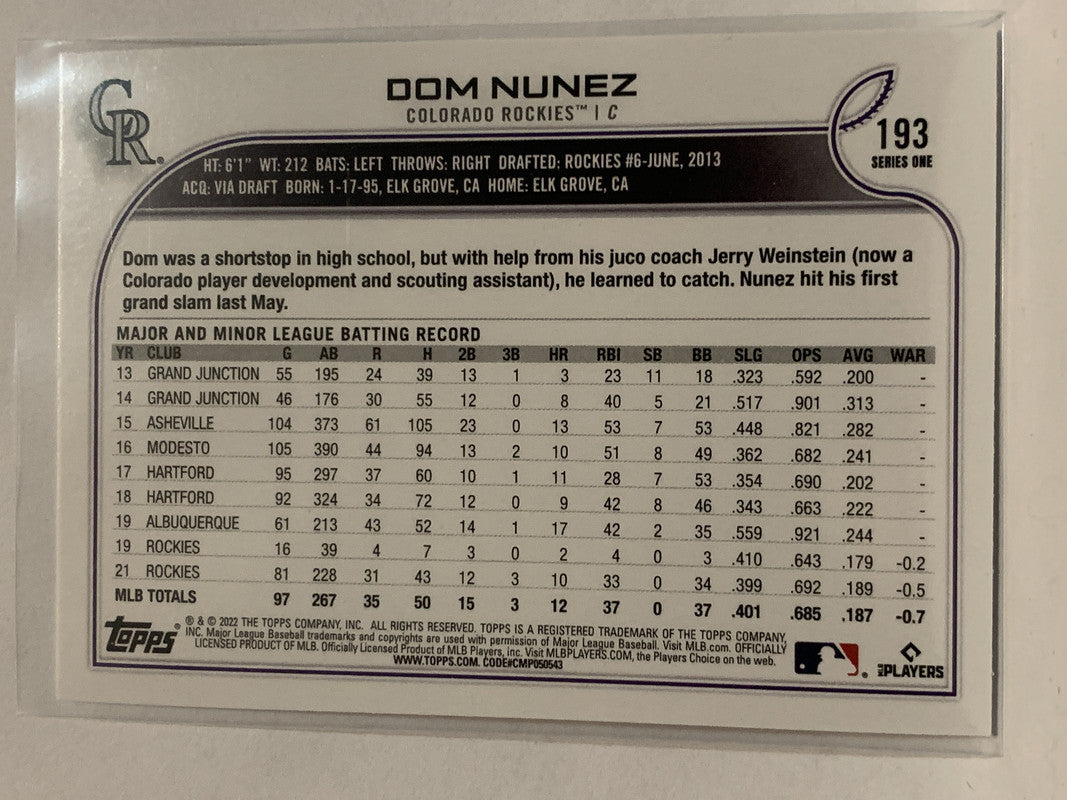 CR.
DOM NUNEZ
COLORADO ROCKIES™ | C
193
SERIES ONE
HT: 6'1" WT: 212 BATS: LEFT THROWS: RIGHT DRAFTED: ROCKIES #6-JUNE, 2013
ACQ: VIA DRAFT BORN: 1-17-95, ELK GROVE, CA HOME: ELK GROVE, CA
Dom was a shortstop in high school, but with help from his juco coach Jerry Weinstein (now a
Colorado player development and scouting assistant), he learned to catch. Nunez hit his first
grand slam last May.
MAJOR AND MINOR LEAGUE BATTING RECORD
YR CLUB G AB R H 2B 3B HR RBI SB BB SLG OPS AVG WAR
13 GRAND JUNCTION 55 195 24 39 13 1 3 23 11 18 .323 .592 .200 -
14 GRAND JUNCTION 46 176 30 55 12 0 8 40 5 21 .517 .901 .313 -
15 ASHEVILLE 104 373 61 105 23 0 13 53 7 53 .448 .821 .282 -
16 MODESTO 105 390 44 94 13 2 10 51 8 49 .362 .682 .241 -
17 HARTFORD 95 297 37 60 10 1 11 28 7 53 .354 .690 .202 -
18 HARTFORD 92 324 34 72 12 0 9 42 8 46 .343 .663 .222 -
19 ALBUQUERQUE 61 213 43 52 14 1 17 42 2 35 .559 .921 .244 -
19 ROCKIES 16 39 4 7 3 0 2 4 0 3 .410 .643 .179 -0.2
21 ROCKIES 81 228 31 43 12 3 10 33 0 34 .399 .692 .189 -0.5
MLB TOTALS 97 267 35 50 15 3 12 37 0 37 .401 .685 .187 -0.7
Topps® ® & © 2022 THE TOPPS COMPANY, INC. ALL RIGHTS RESERVED. TOPPS IS A REGISTERED TRADEMARK OF THE TOPPS COMPANY,
INC. Major League Baseball trademarks and copyrights are used with permission of Major League Baseball. Visit MLB.com. OFFICIALLY
LICENSED PRODUCT OF MLB. Officially Licensed Product of MLB Players, Inc. Visit MLBPLAYERS.COM, the Players Choice on the web.
WWW.TOPPS.COM. CODE#CMP050543
MLB PLAYERS